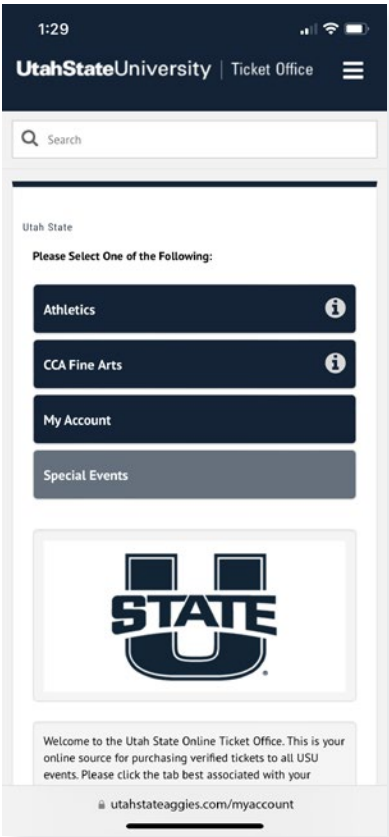 1:29
UtahStateUniversity | Ticket Office
Search
Utah State
Please Select One of the Following:
Athletics
CCA Fine Arts
My Account
Special Events
U
STATE
Welcome to the Utah State Online Ticket Office. This is your
online source for purchasing verified tickets to all USU
events. Please click the tab best associated with your
utahstateaggies.com/myaccount